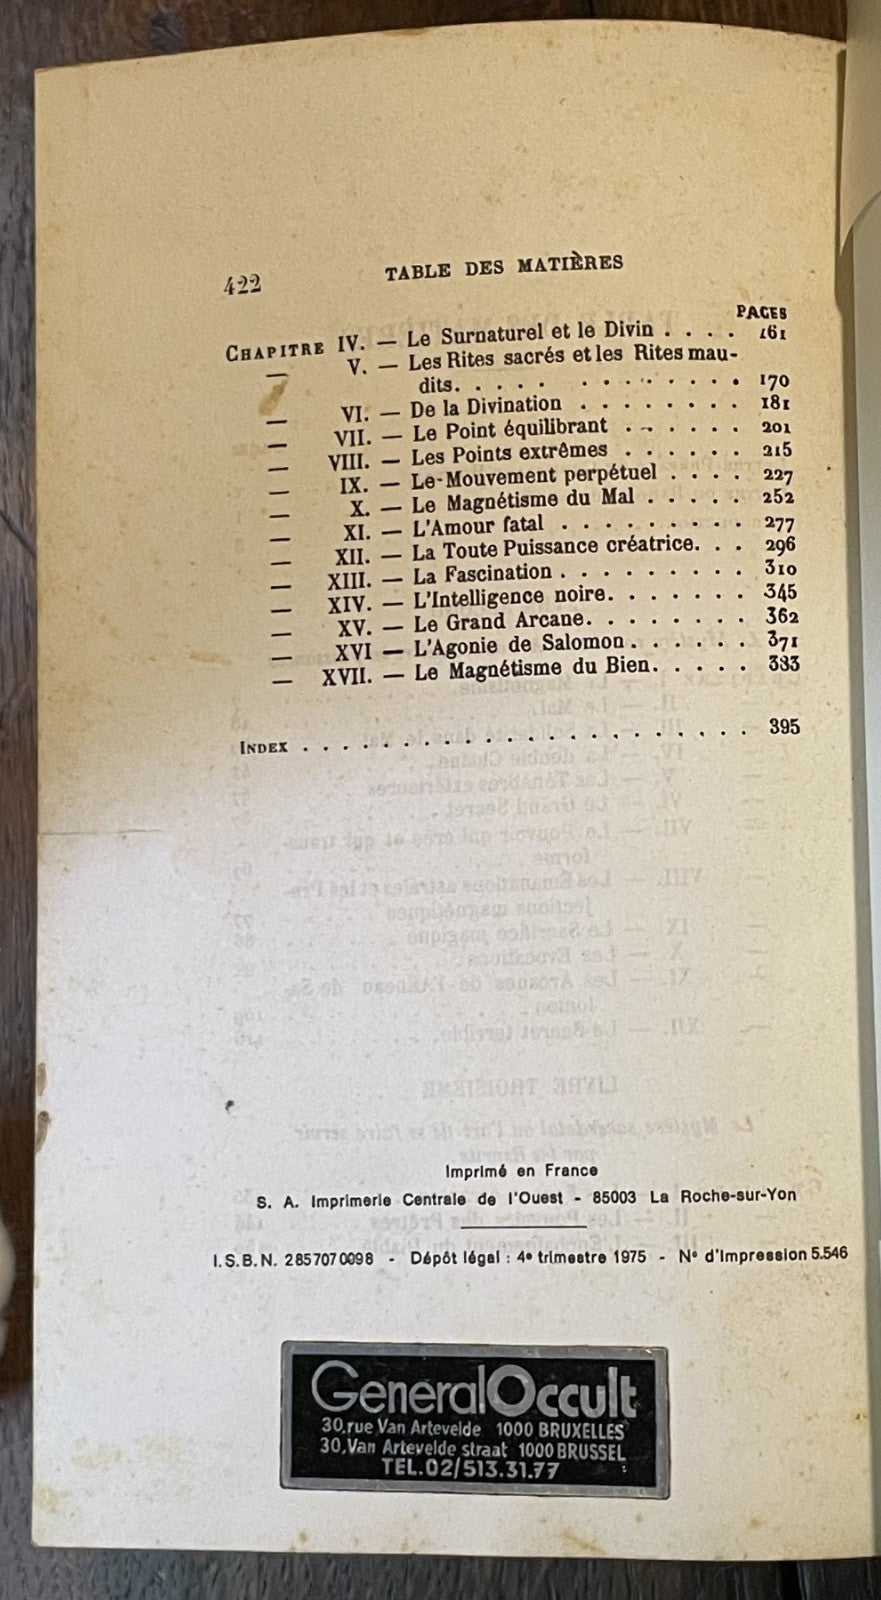 422 TABLE DES MATIÈRES
PAGES
CHAPITRE IV. — Le Surnaturel et le Divin . . . . 161
— V. — Les Rites sacrés et les Rites mau-
dits. . . . . . . . . . . . . 170
— VI. — De la Divination . . . . . . . . 181
— VII. — Le Point équilibrant . . . . . . 201
— VIII. — Les Points extrêmes . . . . . . 215
— IX. — Le-Mouvement perpétuel . . . . 227
— X. — Le Magnétisme du Mal . . . . . 252
— XI. — L'Amour fatal . . . . . . . . . 277
— XII. — La Toute Puissance créatrice. . . 296
— XIII. — La Fascination . . . . . . . . . 310
— XIV. — L'Intelligence noire. . . . . . . 345
— XV. — Le Grand Arcane. . . . . . . . 362
— XVI — L'Agonie de Salomon . . . . . . 371
— XVII. — Le Magnétisme du Bien. . . . . 383
INDEX . . . . . . . . . . . . . . . . . . . . . . . 395
Imprimé en France
S. A. Imprimerie Centrale de l'Ouest - 85003 La Roche-sur-Yon
I.S.B.N. 2857070098 - Dépôt légal : 4e trimestre 1975 - N° d'Impression 5.546
GeneralOccult
30,rue Van Artevelde 1000 BRUXELLES
30,Van Artevelde straat 1000 BRUSSEL
TEL.02/513.31.77